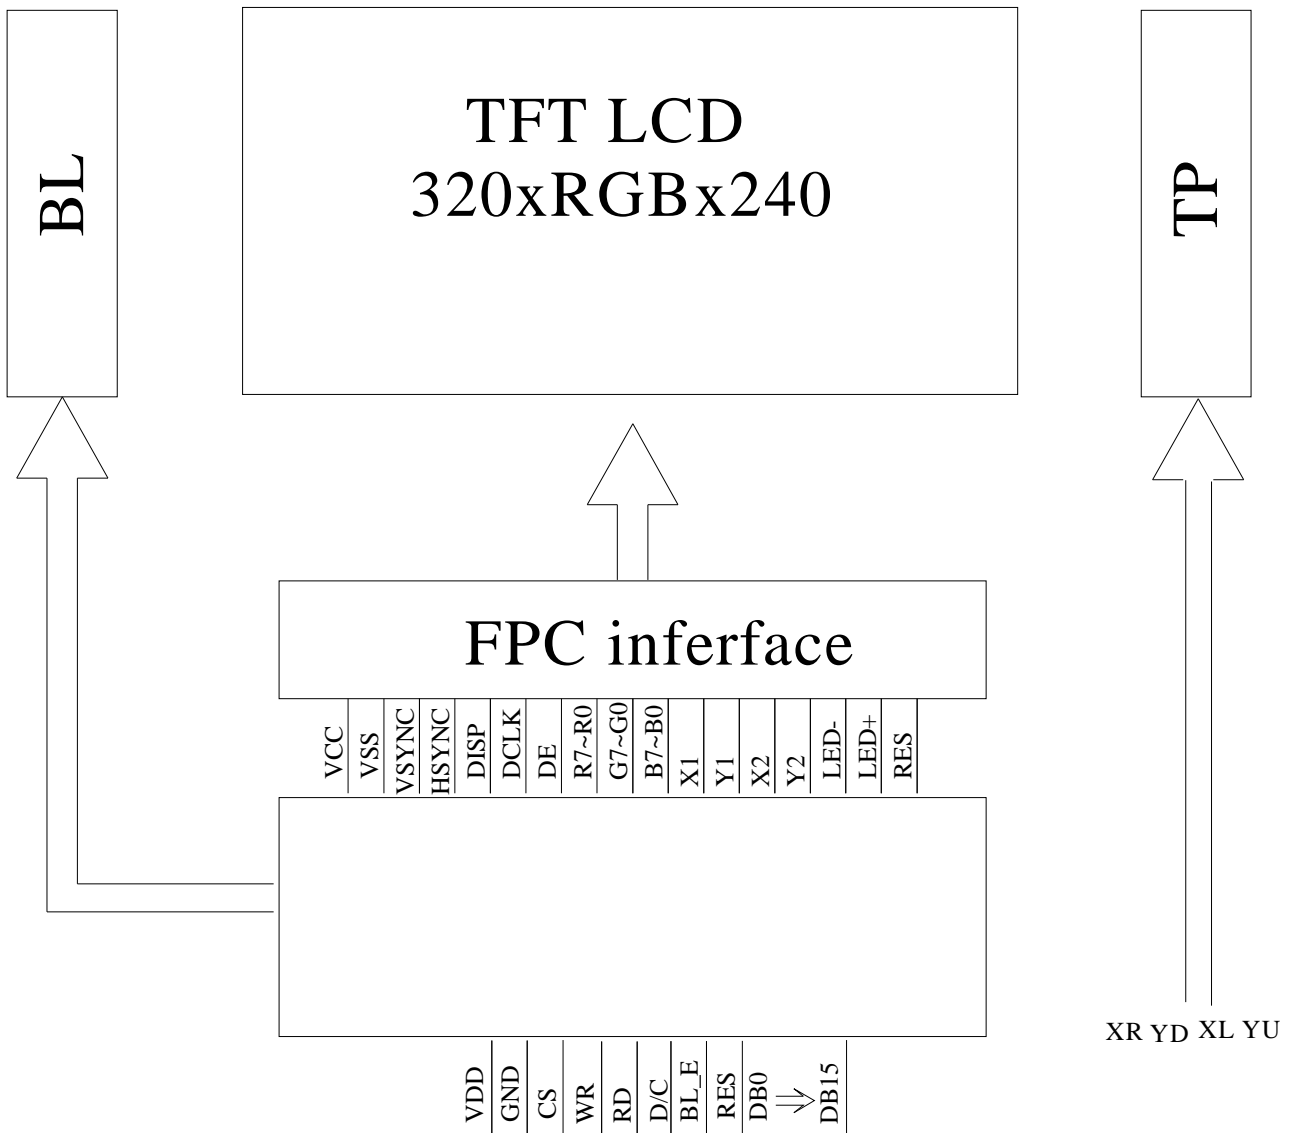 BL
TFT LCD
320xRGBx240
TP
FPC inferface
VCC
VSS
VSYNC
HSYNC
DISP
DCLK
DE
R7~R0
G7~G0
B7~B0
X1
Y1
X2
Y2
LED-
LED+
RES
XR YD XL YU
VDD
GND
CS
WR
RD
D/C
BL_E
RES
DB0
DB15